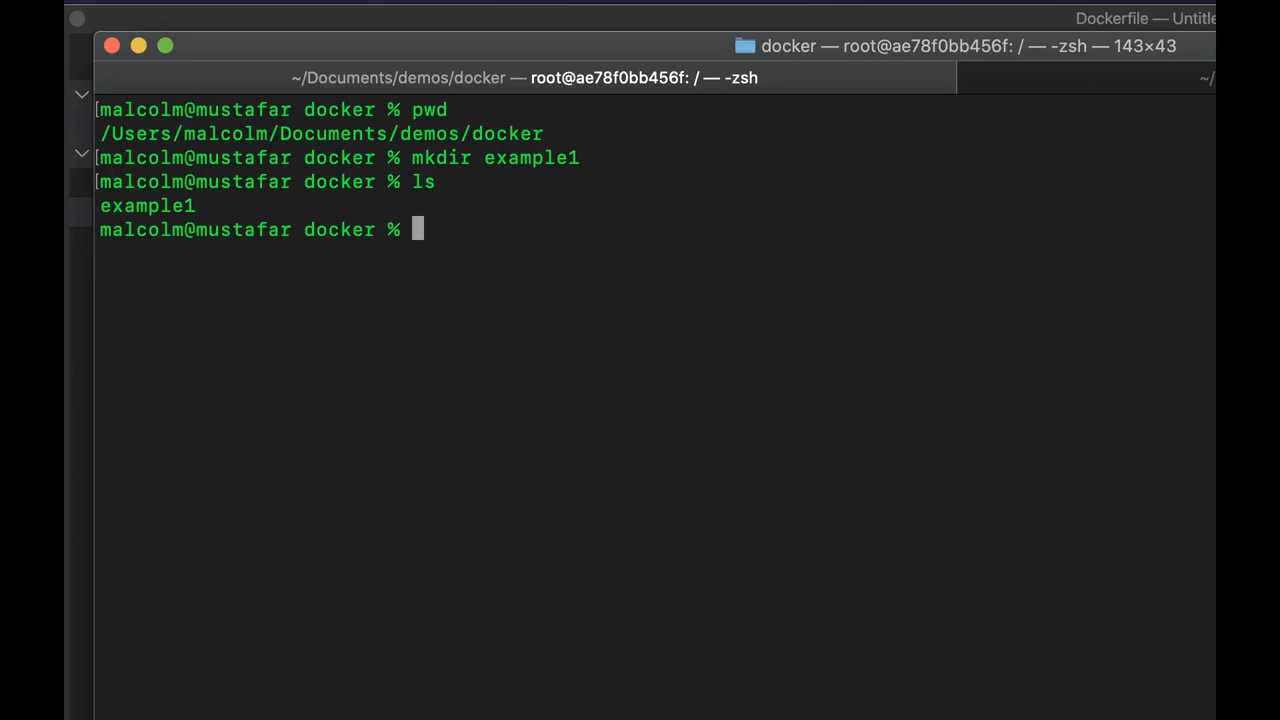 Dockerfile — Untitle
docker — root@ae78f0bb456f: / — -zsh — 143×43
~/Documents/demos/docker — root@ae78f0bb456f: / — -zsh
~/
[malcolm@mustafar docker % pwd
/Users/malcolm/Documents/demos/docker
[malcolm@mustafar docker % mkdir example1
[malcolm@mustafar docker % ls
example1
malcolm@mustafar docker %